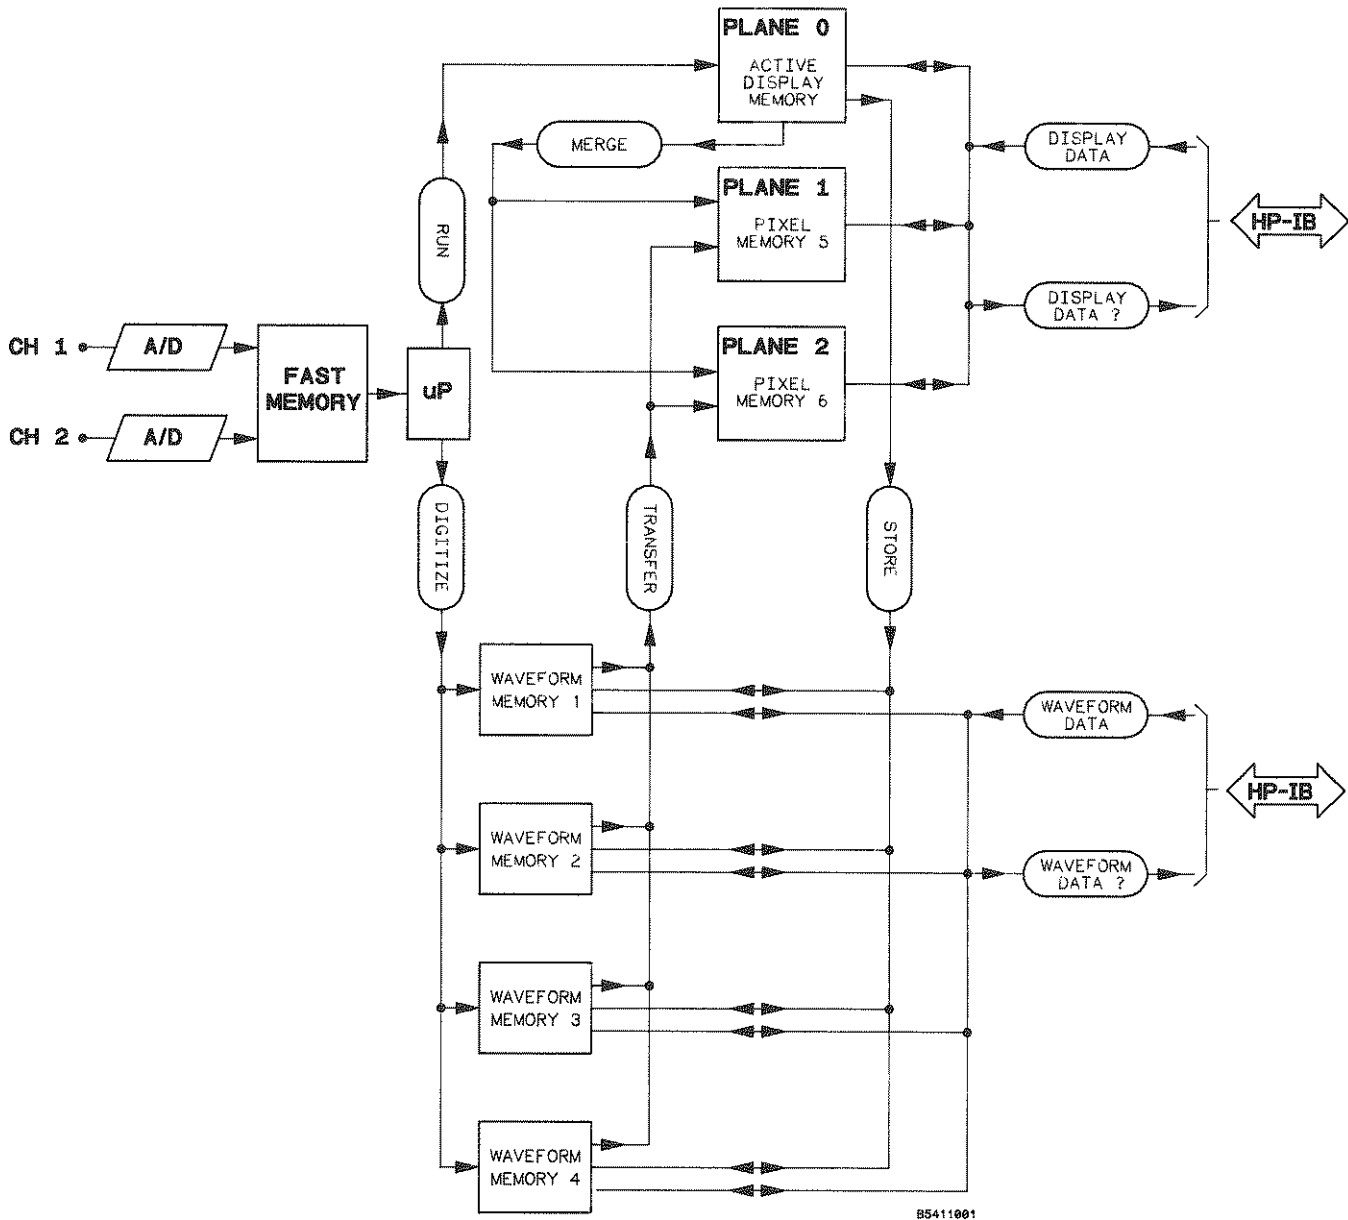 PLANE 0
ACTIVE
DISPLAY
MEMORY
MERGE
DISPLAY
DATA
PLANE 1
PIXEL
MEMORY 5
HP-IB
RUN
DISPLAY
DATA ?
CH 1
A/D
FAST
MEMORY
uP
PLANE 2
PIXEL
MEMORY 6
CH 2
A/D
DIGITIZE
TRANSFER
STORE
WAVEFORM
MEMORY 1
WAVEFORM
DATA
HP-IB
WAVEFORM
MEMORY 2
WAVEFORM
DATA ?
WAVEFORM
MEMORY 3
WAVEFORM
MEMORY 4
B5411001